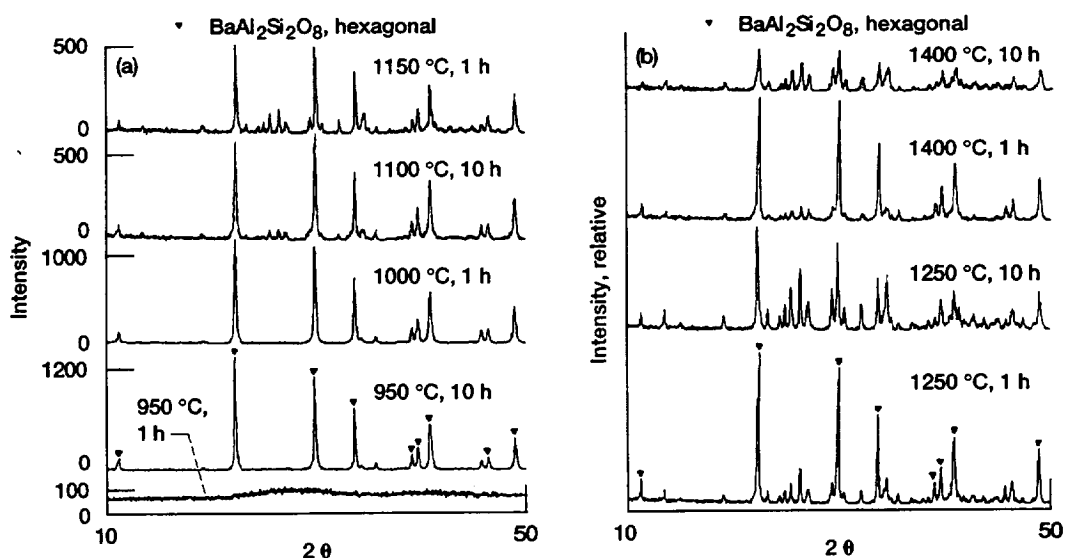 ▼ BaAl2Si2O8, hexagonal
500
(a)
1150 °C, 1 h
0
500
1100 °C, 10 h
0
1000
1000 °C, 1 h
0
1200
950 °C, 10 h
950 °C,
1 h
0
100
0
10
50
2 θ
Intensity
▼ BaAl2Si2O8, hexagonal
(b)
1400 °C, 10 h
1400 °C, 1 h
1250 °C, 10 h
1250 °C, 1 h
10
50
2 θ
Intensity, relative